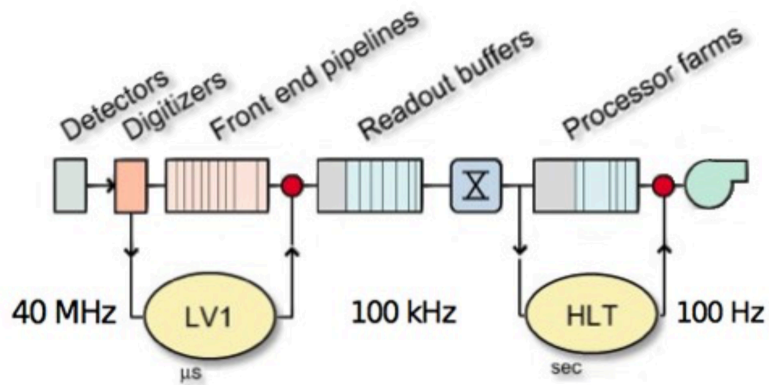 Detectors
Digitizers
Front end pipelines
Readout buffers
Processor farms
40 MHz
LV1
100 kHz
HLT
100 Hz
μs
sec